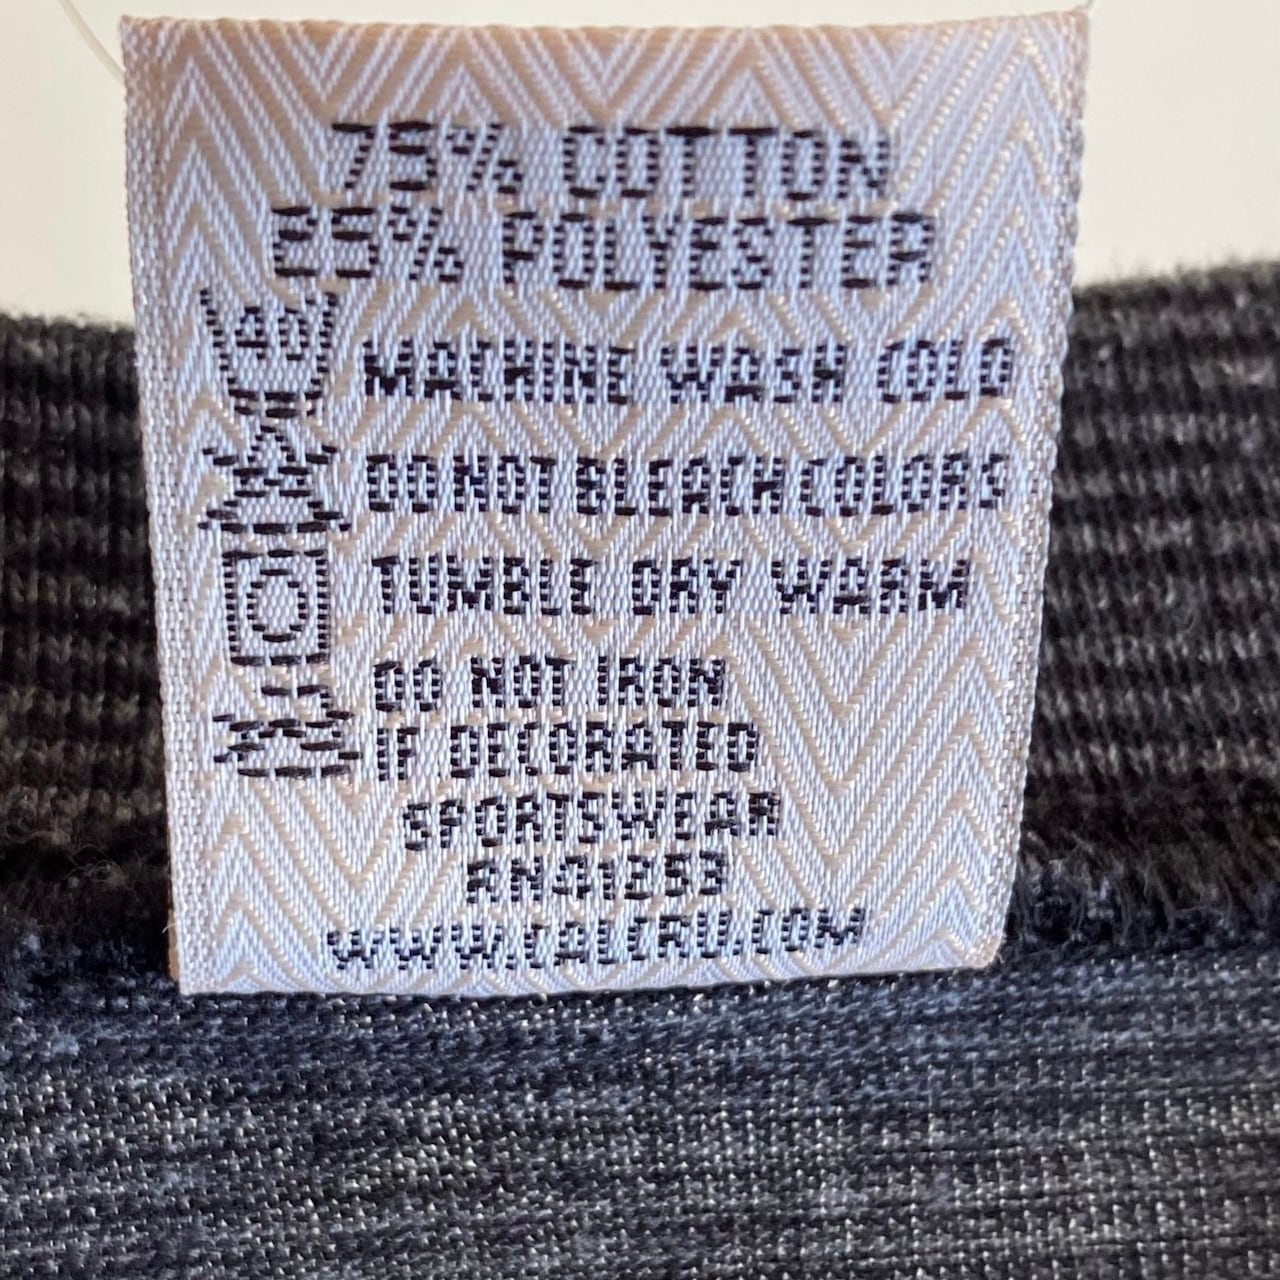 75% COTTON
25% POLYESTER
40
MACHINE WASH COLD
DO NOT BLEACH COLORS
TUMBLE DRY WARM
DO NOT IRON
IF DECORATED
SPORTSWEAR
WWW.CALCRU.COM